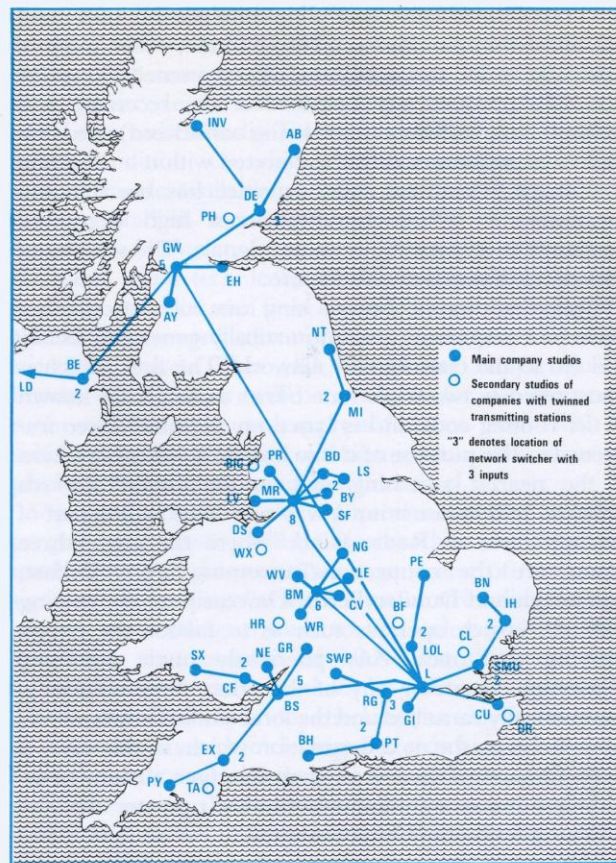 INV
AB
DE
PH
3
GW
5
EH
AY
BE
LD
2
NT
2
MI
Main company studios
Secondary studios of
companies with twinned
transmitting stations
"3" denotes location of
network switcher with
3 inputs
BIG
PR
BD
LS
2
MR
BY
LV
8
SF
DS
WX
NG
LE
PE
WV
BM
6
CV
BF
BN
IH
2
HR
WR
CL
LOL
SX
2
NE
GR
SWP
L
SMU
2
CF
5
BS
RG
3
GI
CU
DR
2
EX
2
BH
PT
PY
TA